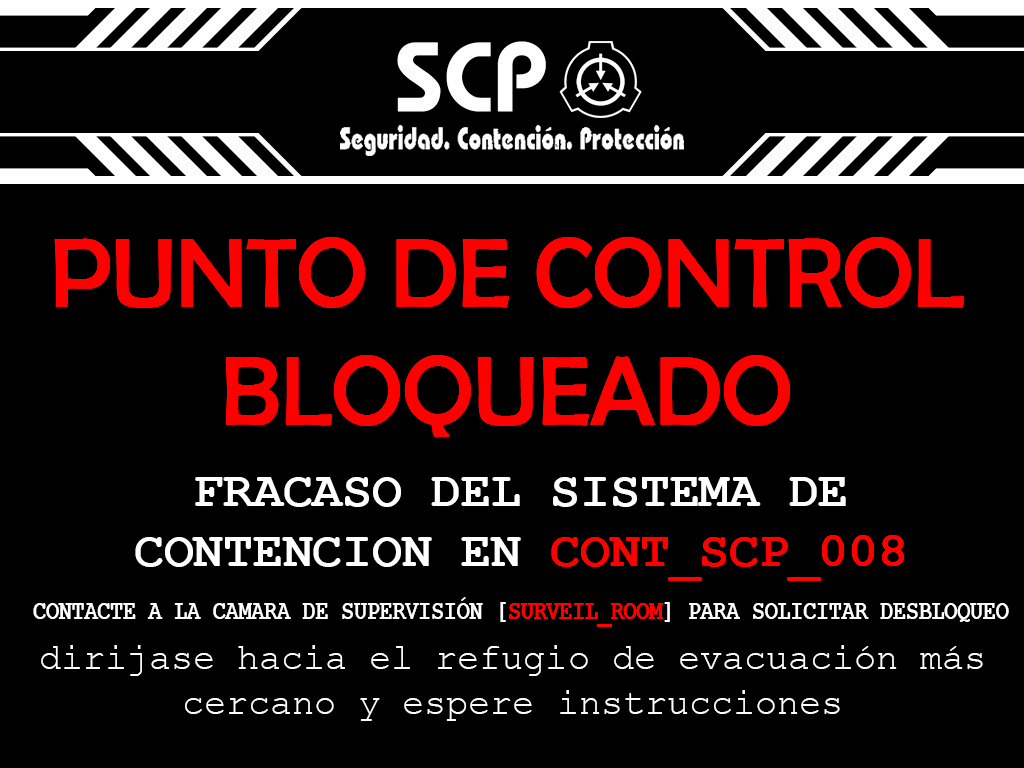 SCP
Seguridad. Contención. Protección
PUNTO DE CONTROL
BLOQUEADO
FRACASO DEL SISTEMA DE
CONTENCION EN CONT_SCP_008
CONTACTE A LA CAMARA DE SUPERVISIÓN [SURVEIL_ROOM] PARA SOLICITAR DESBLOQUEO
dirijase hacia el refugio de evacuación más
cercano y espere instrucciones